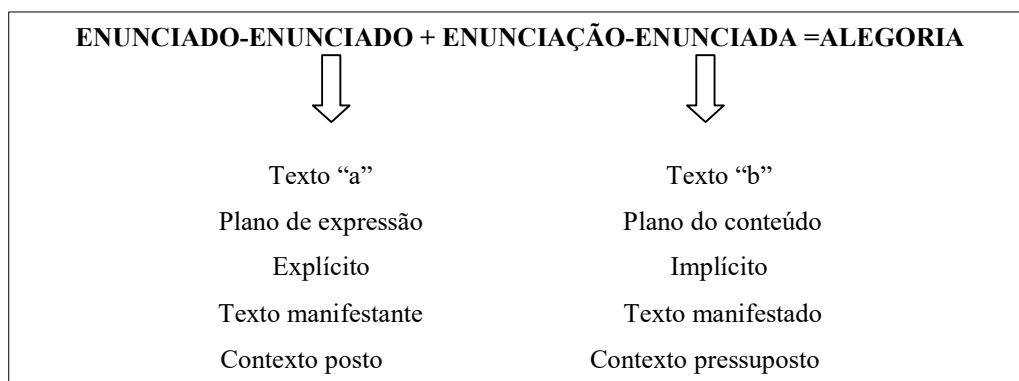 ENUNCIADO-ENUNCIADO + ENUNCIAÇÃO-ENUNCIADA =ALEGORIA
Texto “a” Texto “b”
Plano de expressão Plano do conteúdo
Explícito Implícito
Texto manifestante Texto manifestado
Contexto posto Contexto pressuposto